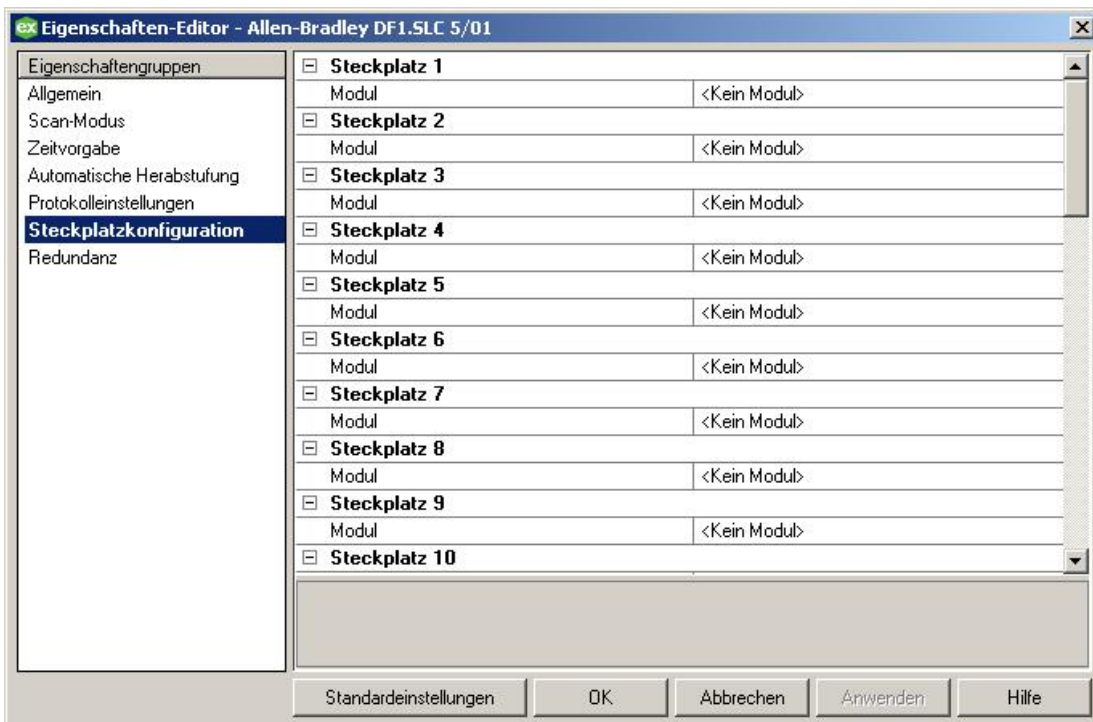 ex Eigenschaften-Editor - Allen-Bradley DF1.SLC 5/01
Eigenschaftengruppen
Allgemein
Scan-Modus
Zeitvorgabe
Automatische Herabstufung
Protokolleinstellungen
Steckplatzkonfiguration
Redundanz
Steckplatz 1
Modul <Kein Modul>
Steckplatz 2
Modul <Kein Modul>
Steckplatz 3
Modul <Kein Modul>
Steckplatz 4
Modul <Kein Modul>
Steckplatz 5
Modul <Kein Modul>
Steckplatz 6
Modul <Kein Modul>
Steckplatz 7
Modul <Kein Modul>
Steckplatz 8
Modul <Kein Modul>
Steckplatz 9
Modul <Kein Modul>
Steckplatz 10
Standardeinstellungen OK Abbrechen Anwenden Hilfe